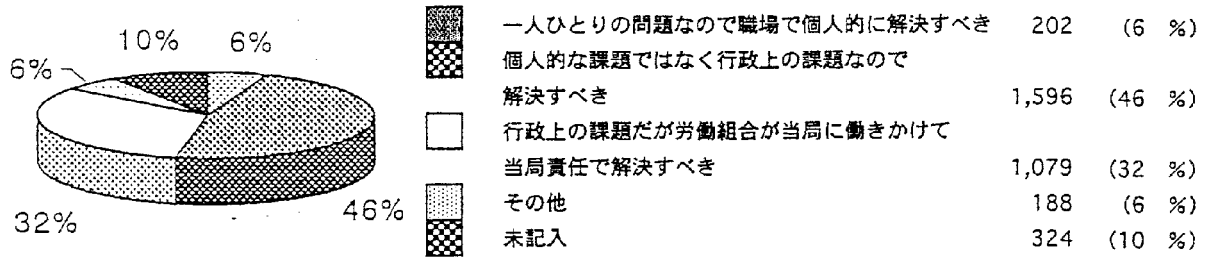 10% 6%
6%
32%
46%
一人ひとりの問題なので職場で個人的に解決すべき 202 (6 %)
個人的な課題ではなく行政上の課題なので
解決すべき 1,596 (46 %)
行政上の課題だが労働組合が当局に働きかけて
当局責任で解決すべき 1,079 (32 %)
その他 188 (6 %)
未記入 324 (10 %)